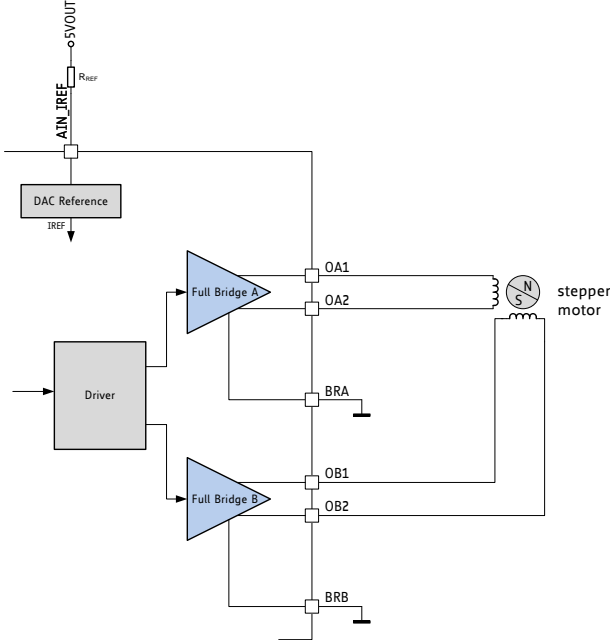 5VOUT
RREF
AIN_IREF
DAC Reference
IREF
Full Bridge A
OA1
OA2
N
S
stepper
motor
BRA
Driver
Full Bridge B
OB1
OB2
BRB